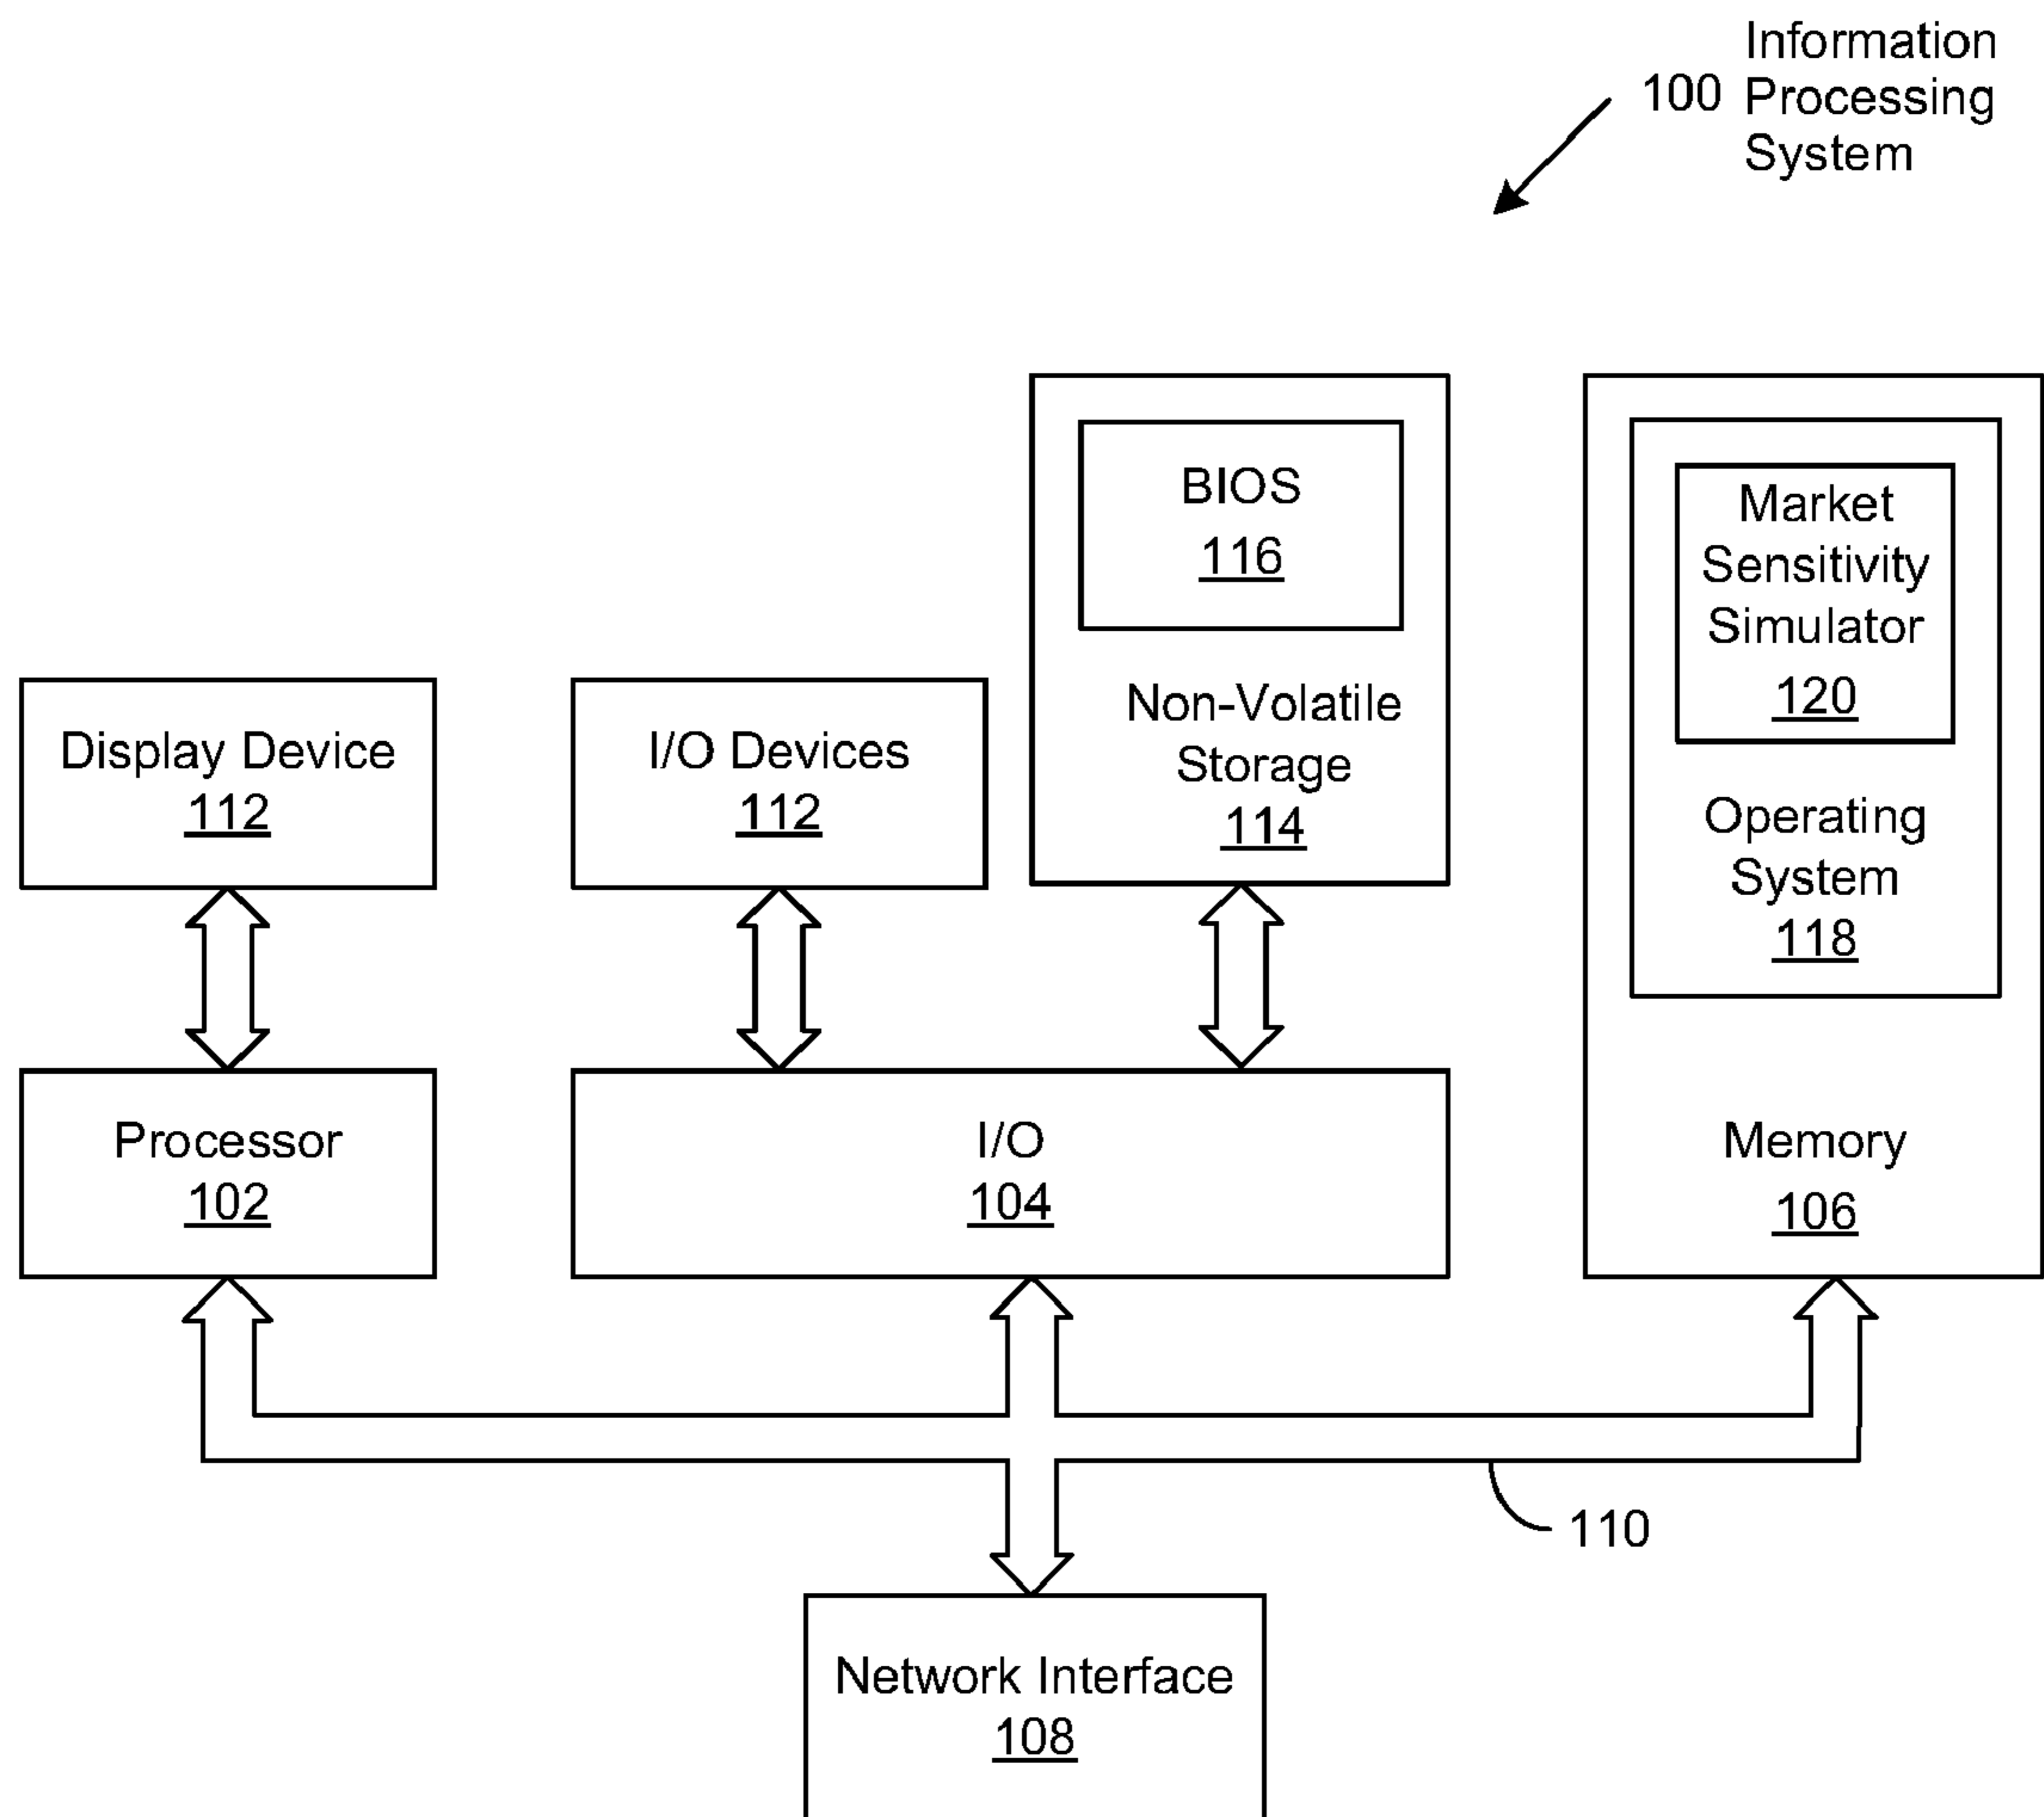 Information
100 Processing
System
BIOS
116
Non-Volatile
Storage
114
Market
Sensitivity
Simulator
120
Operating
System
118
Display Device
112
I/O Devices
112
Processor
102
I/O
104
Memory
106
110
Network Interface
108